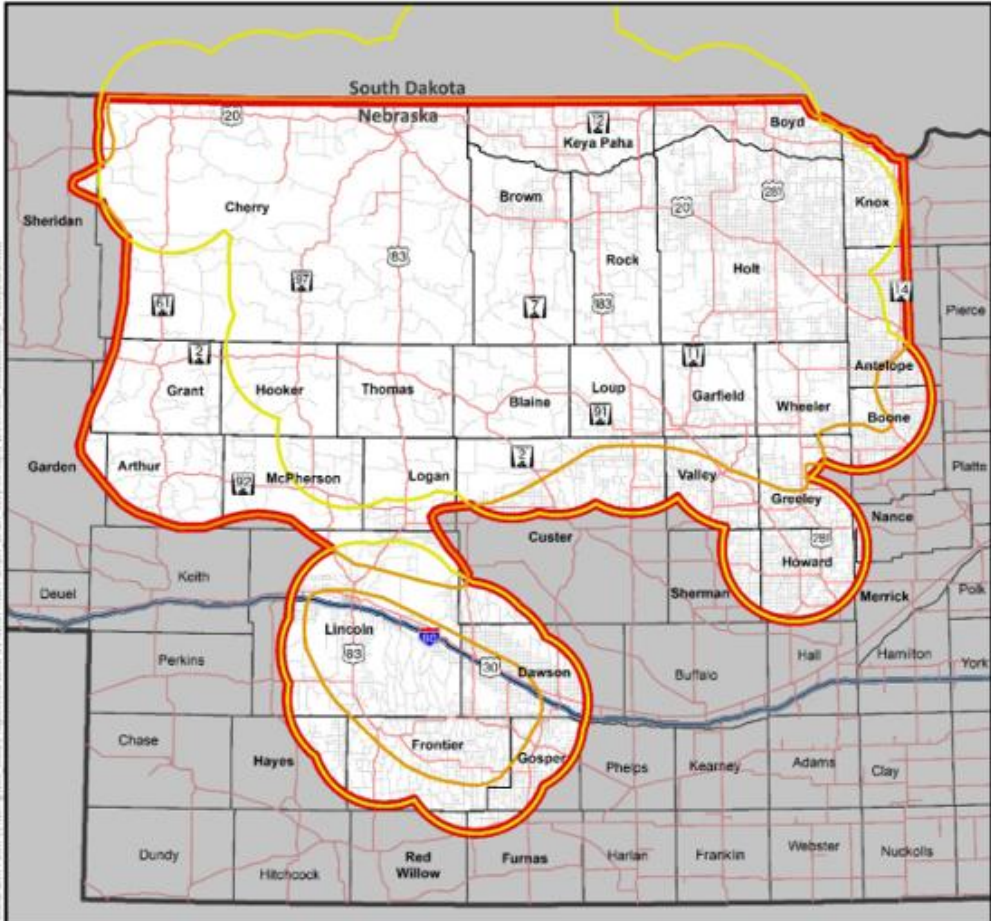 South Dakota
Nebraska
20
12
Keya Paha
Boyd
Sheridan
Cherry
Brown
281
Knox
20
83
Rock
Holt
97
61
7
183
14
Pierce
2
11
Antelope
Grant
Hooker
Thomas
Blaine
Loup
Garfield
Wheeler
Boone
91
Garden
Arthur
92
McPherson
Logan
2
Valley
Platte
Greeley
Nance
Custer
281
Howard
Keith
Deuel
Sherman
Merrick
Polk
Lincoln
80
83
30
Dawson
Perkins
Buffalo
Hall
Hamilton
York
Chase
Hayes
Frontier
Gosper
Phelps
Kearney
Adams
Clay
Dundy
Hitchcock
Red
Willow
Furnas
Harlan
Franklin
Webster
Nuckolls